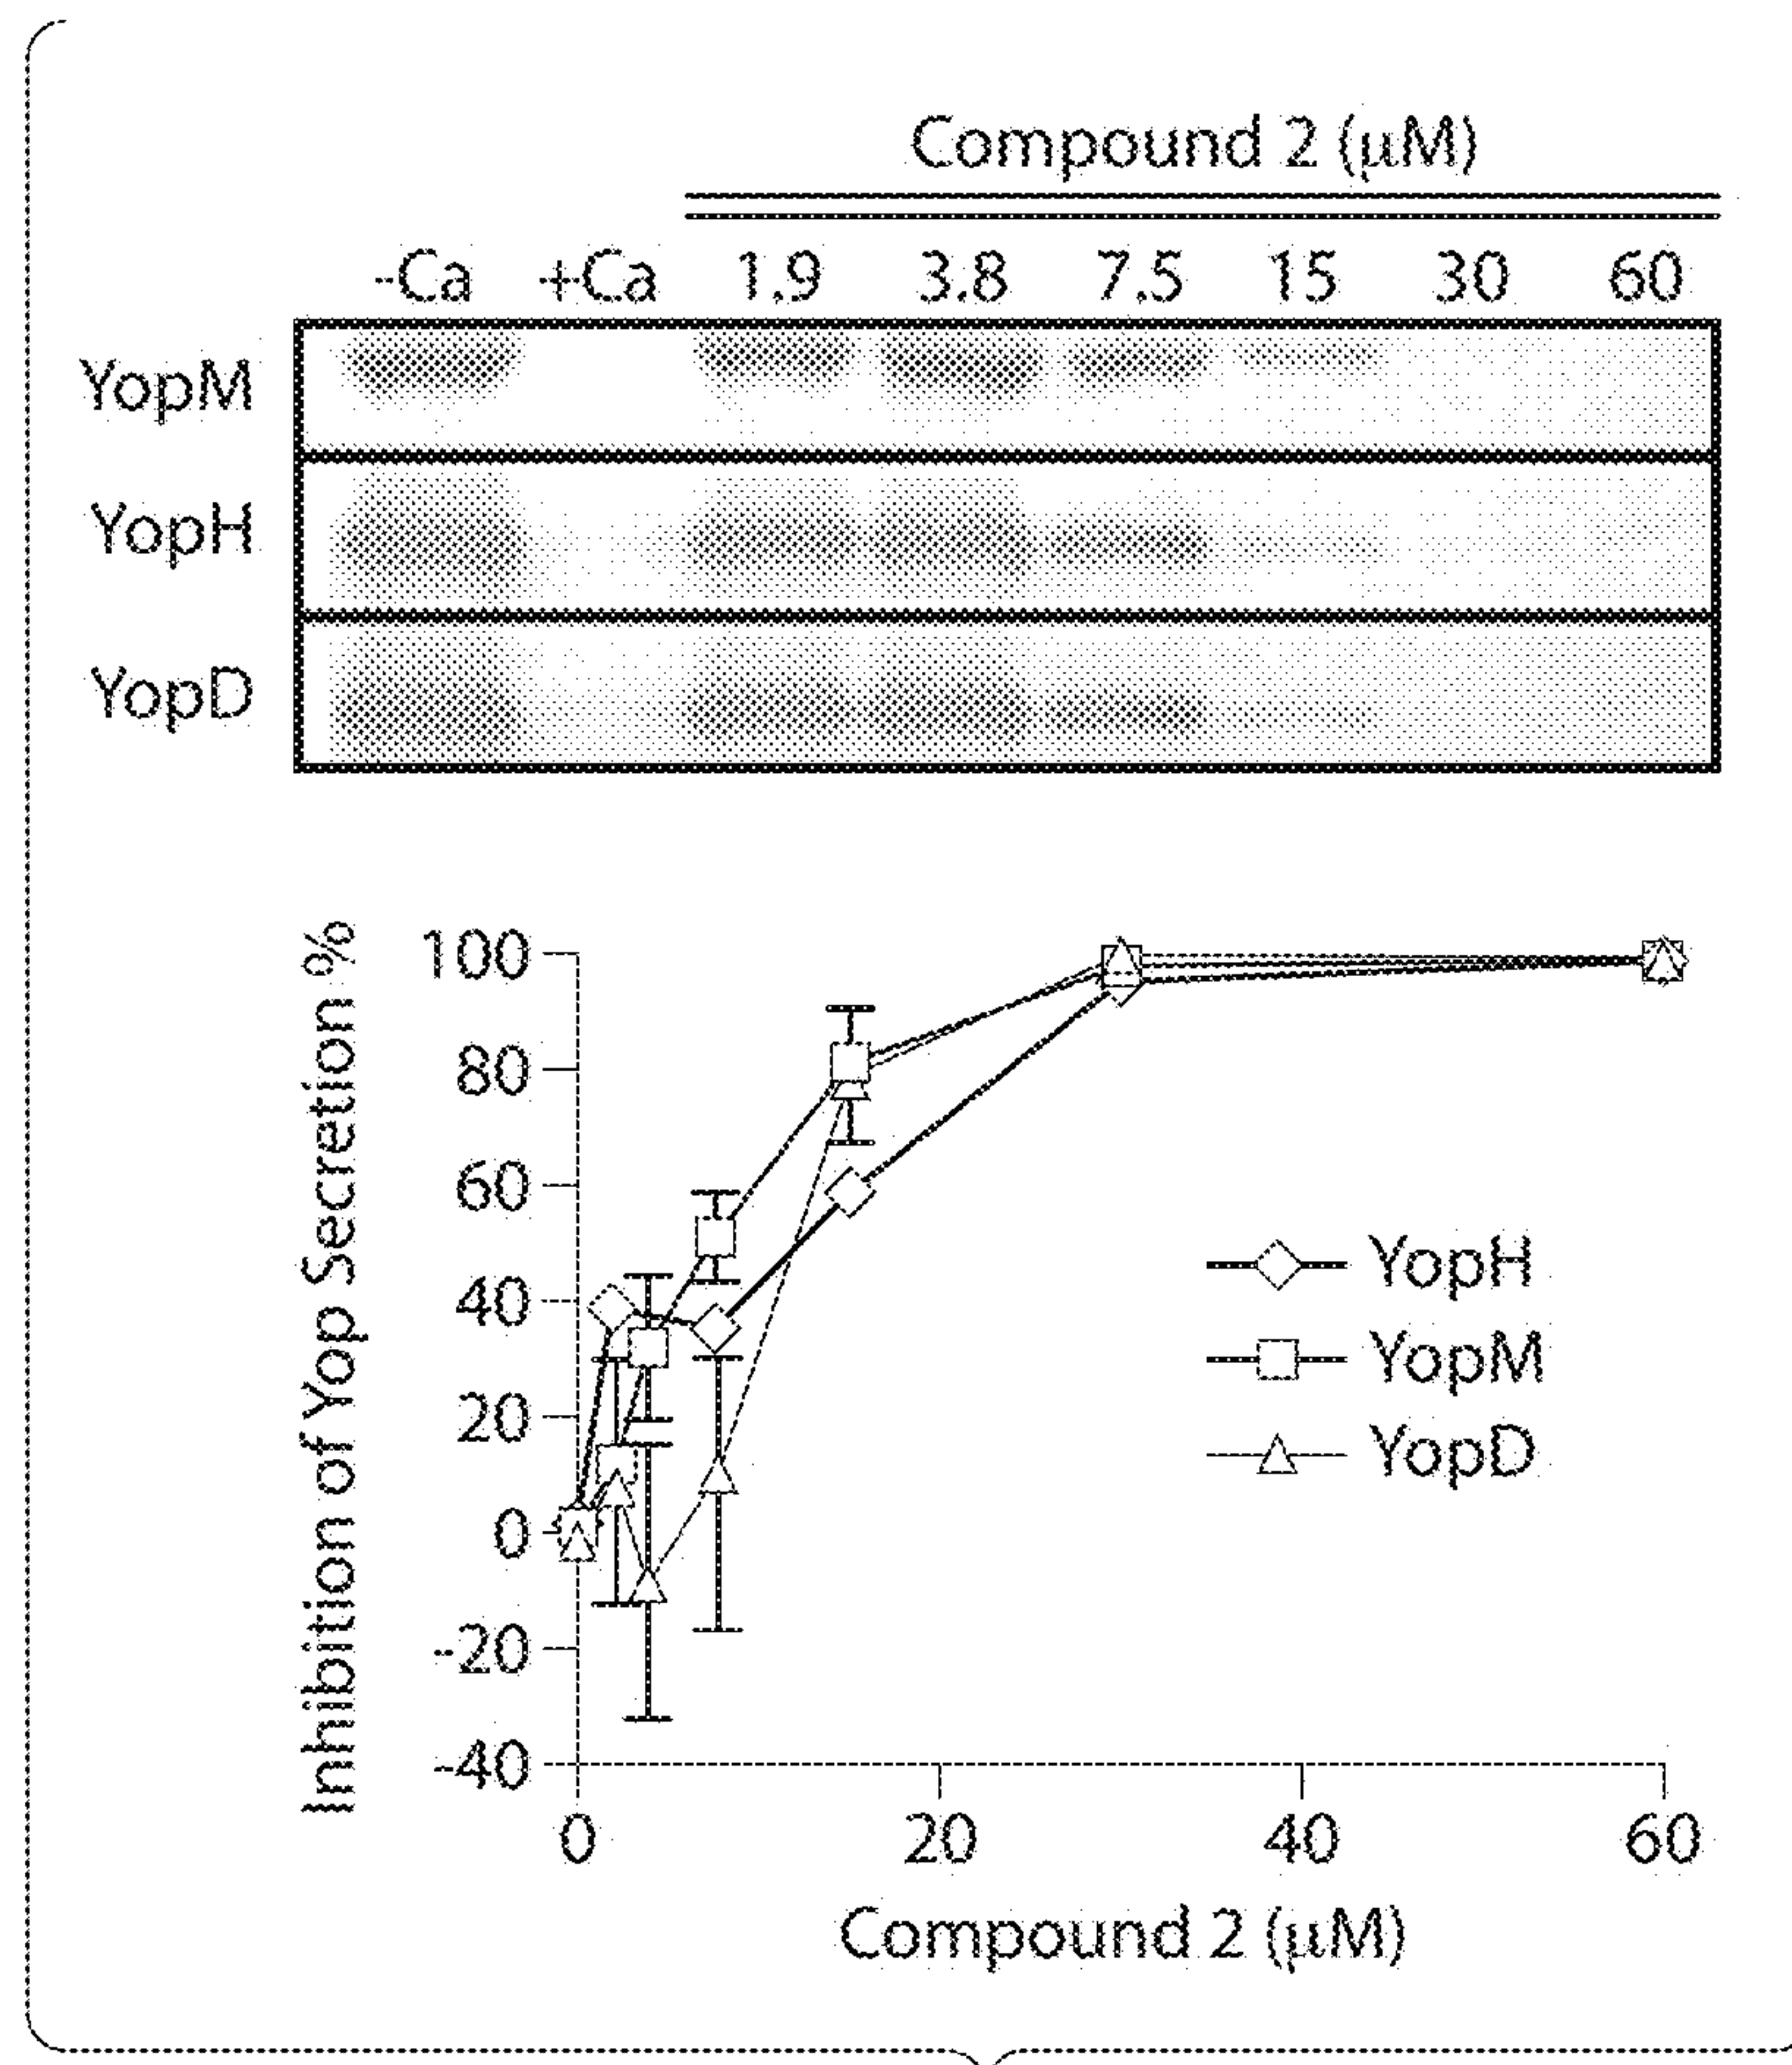 Compound 2 (μM)
-Ca +Ca 1.9 3.8 7.5 15 30 60
YopM
YopH
YopD
Inhibition of Yop Secretion %
100
80
60
40
20
0
-20
-40
YopH
YopM
YopD
0 20 40 60
Compound 2 (μM)